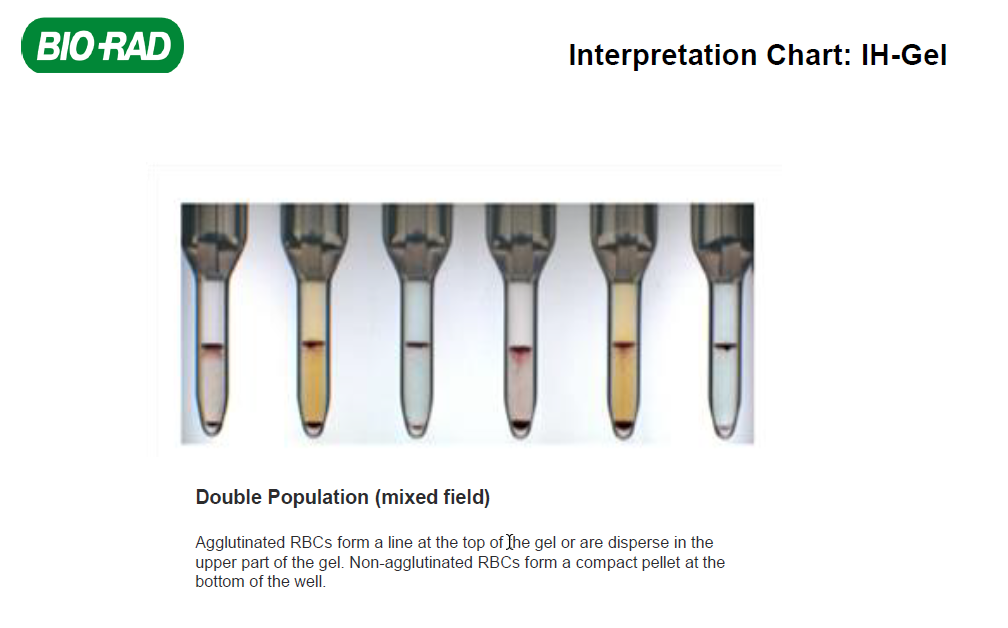 BIO-RAD
Interpretation Chart: IH-Gel
Double Population (mixed field)
Agglutinated RBCs form a line at the top of the gel or are disperse in the
upper part of the gel. Non-agglutinated RBCs form a compact pellet at the
bottom of the well.